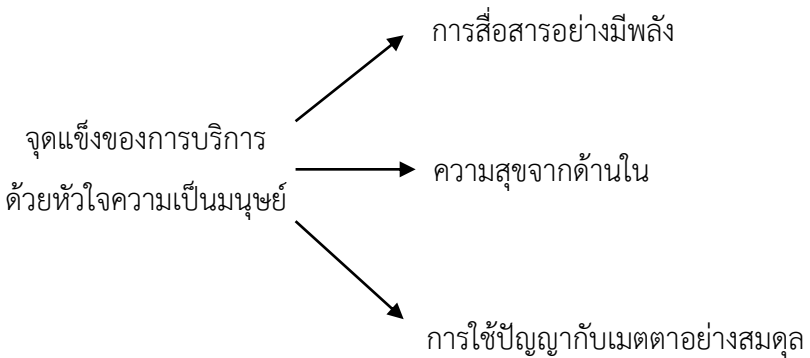 การสื่อสารอย่างมีพลัง
จุดแข็งของการบริการ
ด้วยหัวใจความเป็นมนุษย์
ความสุขจากด้านใน
การใช้ปัญญากับเมตตาอย่างสมดุล